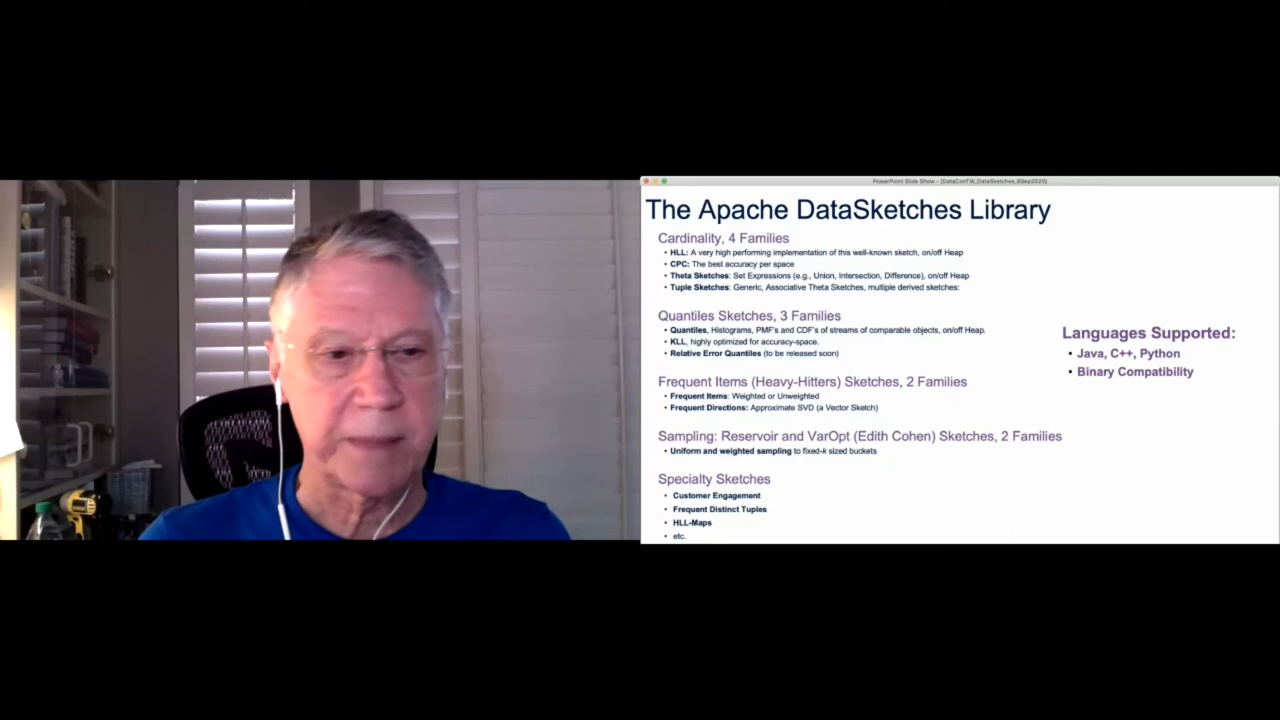 PowerPoint Slide Show - [DataConTW_DataSketches_9Sep2020]
The Apache DataSketches Library
Cardinality, 4 Families
• HLL: A very high performing implementation of this well-known sketch, on/off Heap
• CPC: The best accuracy per space
• Theta Sketches: Set Expressions (e.g., Union, Intersection, Difference), on/off Heap
• Tuple Sketches: Generic, Associative Theta Sketches, multiple derived sketches:
Quantiles Sketches, 3 Families
• Quantiles, Histograms, PMF's and CDF's of streams of comparable objects, on/off Heap.
• KLL, highly optimized for accuracy-space.
• Relative Error Quantiles (to be released soon)
Frequent Items (Heavy-Hitters) Sketches, 2 Families
• Frequent Items: Weighted or Unweighted
• Frequent Directions: Approximate SVD (a Vector Sketch)
Sampling: Reservoir and VarOpt (Edith Cohen) Sketches, 2 Families
• Uniform and weighted sampling to fixed-k sized buckets
Specialty Sketches
• Customer Engagement
• Frequent Distinct Tuples
• HLL-Maps
• etc.
Languages Supported:
• Java, C++, Python
• Binary Compatibility